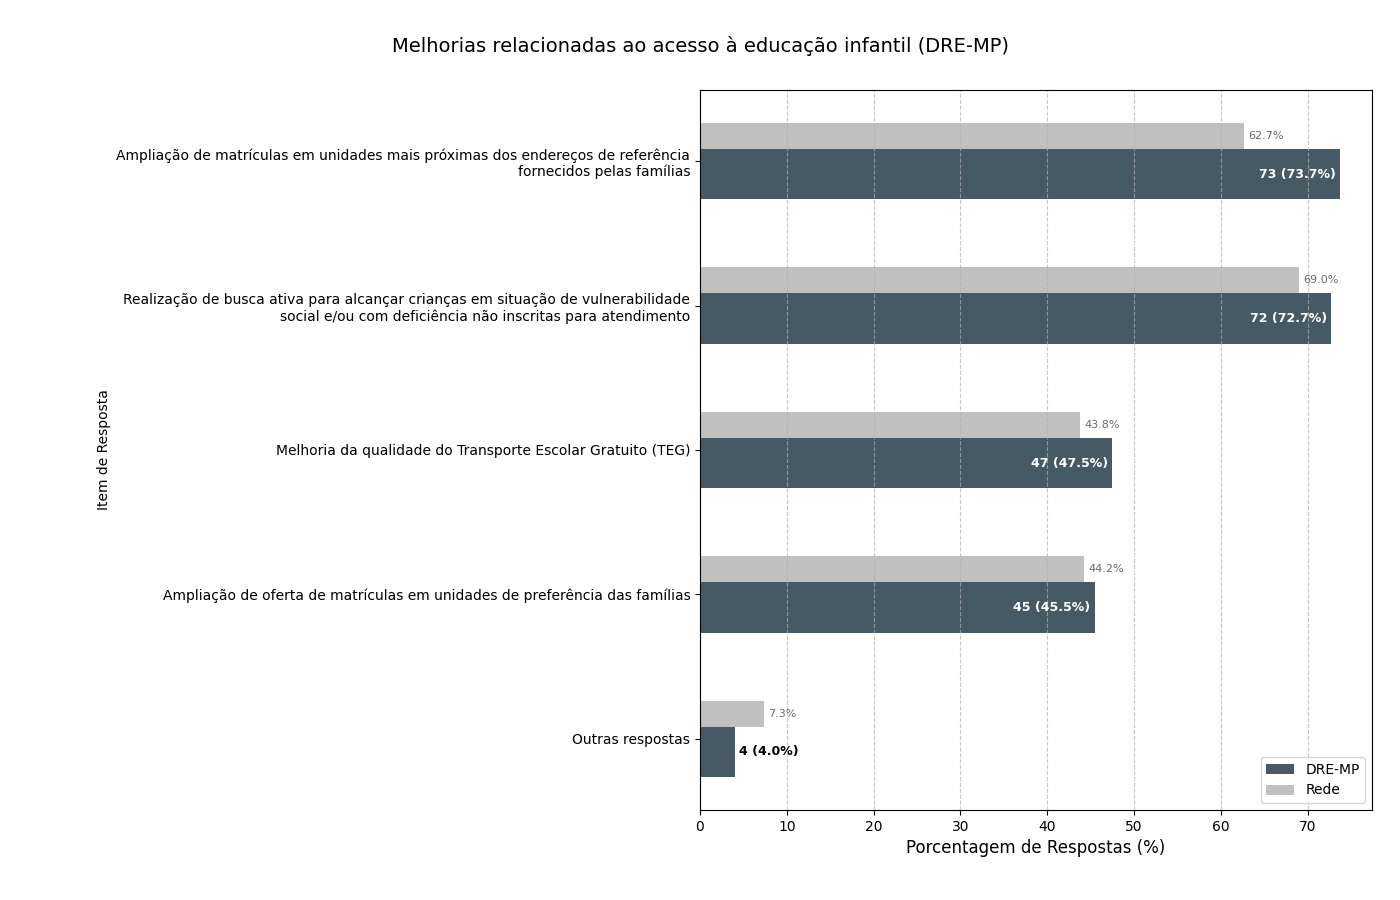 Melhorias relacionadas ao acesso à educação infantil (DRE-MP)
Ampliação de matrículas em unidades mais próximas dos endereços de referência
fornecidos pelas famílias
62.7%
73 (73.7%)
Realização de busca ativa para alcançar crianças em situação de vulnerabilidade
social e/ou com deficiência não inscritas para atendimento
69.0%
72 (72.7%)
Melhoria da qualidade do Transporte Escolar Gratuito (TEG)
43.8%
47 (47.5%)
Ampliação de oferta de matrículas em unidades de preferência das famílias
44.2%
45 (45.5%)
Outras respostas
7.3%
4 (4.0%)
Item de Resposta
DRE-MP
Rede
0 10 20 30 40 50 60 70
Porcentagem de Respostas (%)